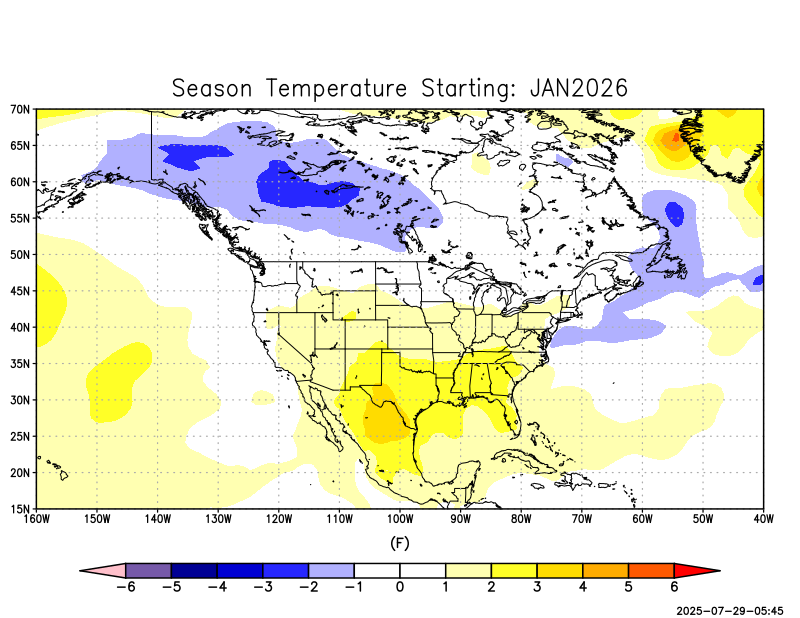 Season Temperature Starting: JAN2026
70N
65N
60N
55N
50N
45N
40N
35N
30N
25N
20N
15N
160W 150W 140W 130W 120W 110W 100W 90W 80W 70W 60W 50W 40W
(F)
−6 −5 −4 −3 −2 −1 0 1 2 3 4 5 6
2025-07-29-05:45